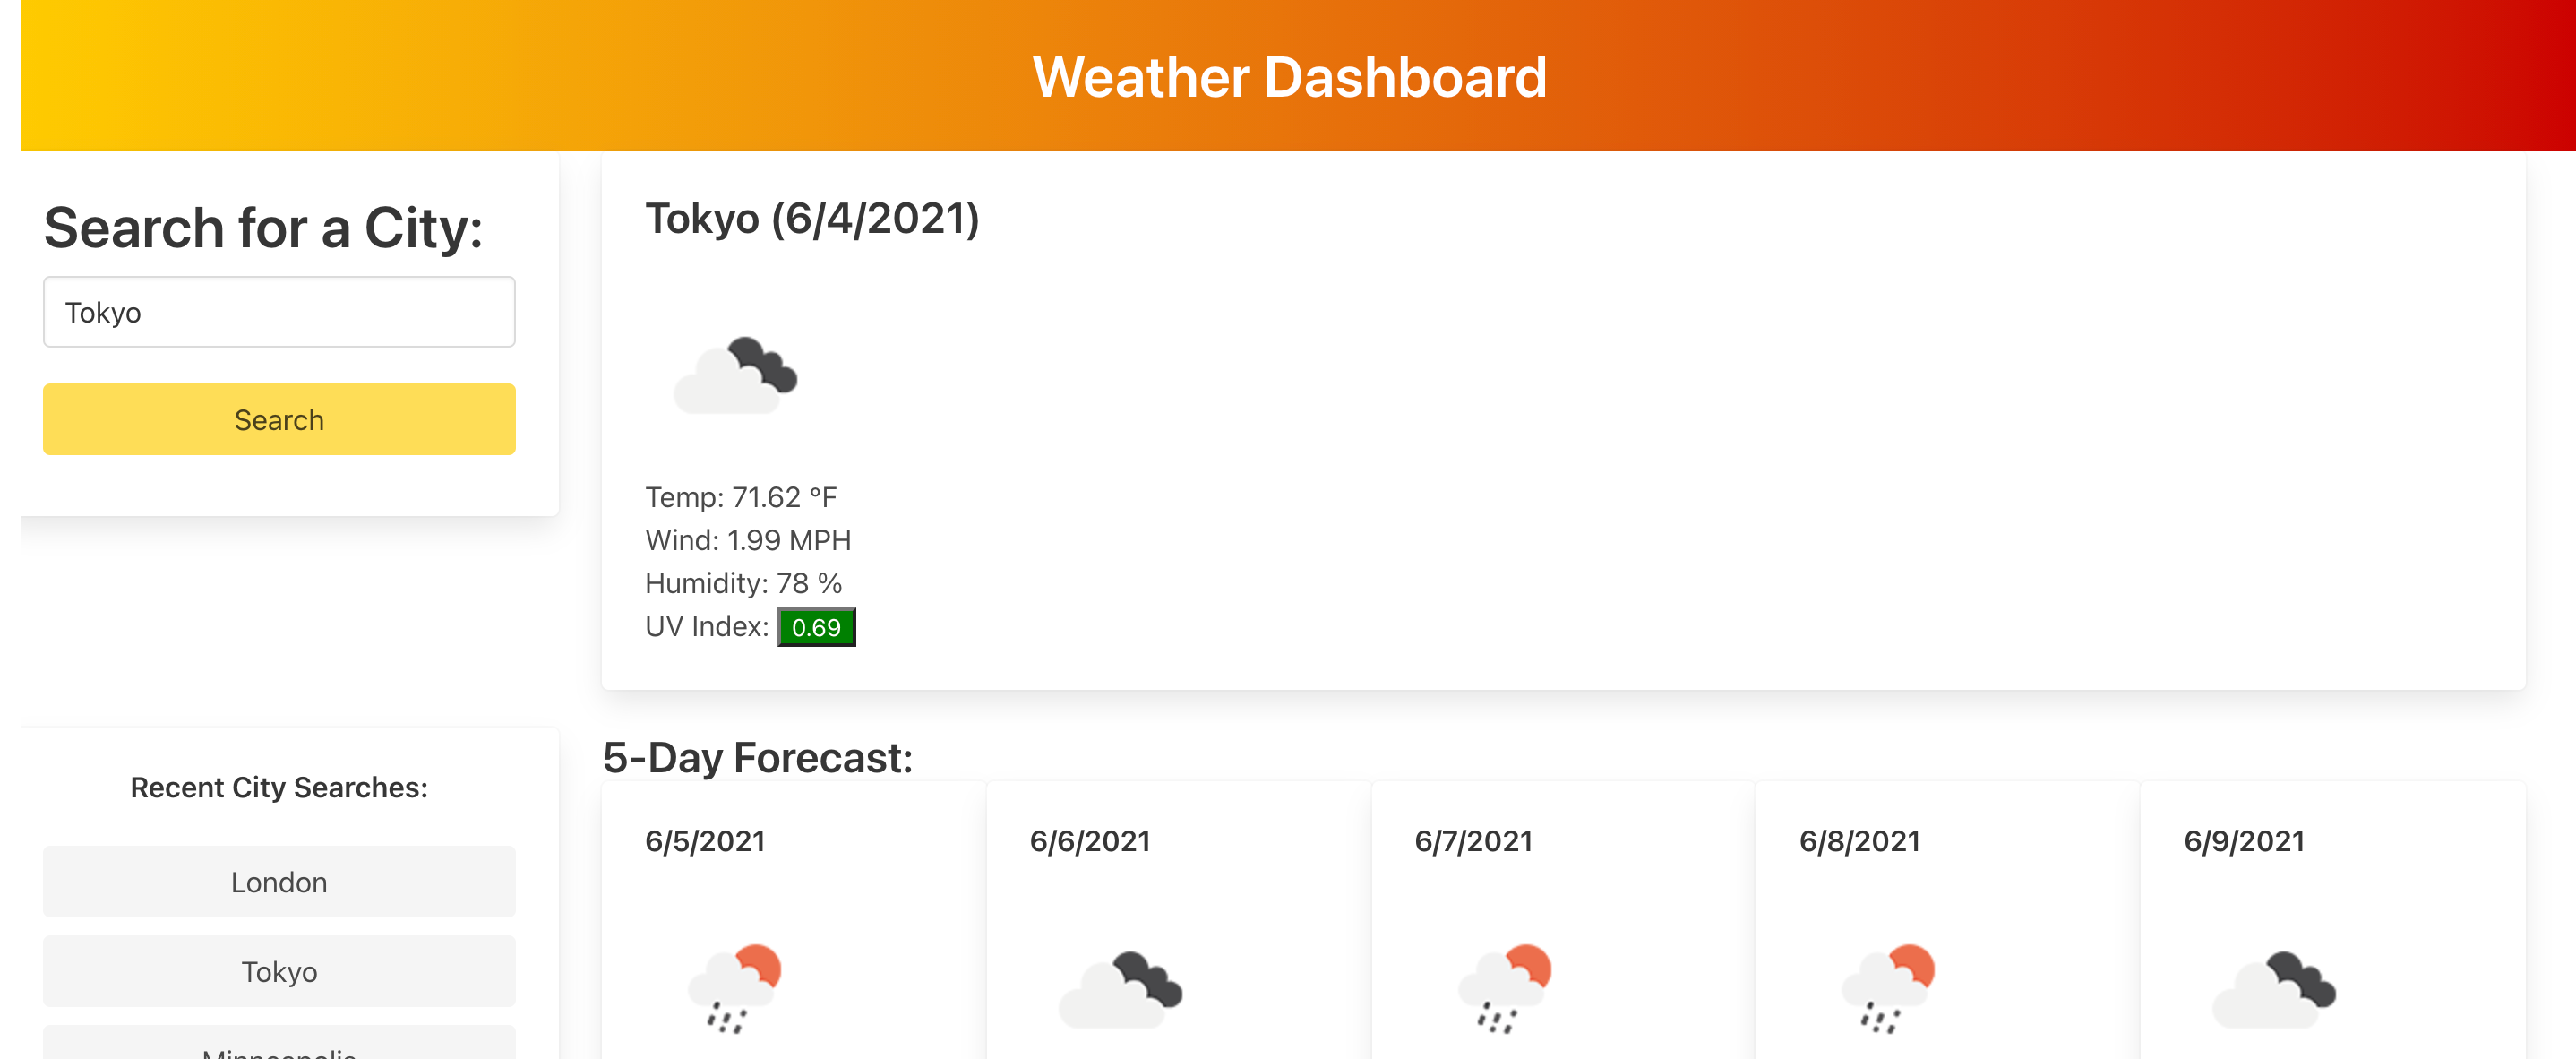 Weather Dashboard
Search for a City:
Tokyo
Search
Recent City Searches:
London
Tokyo
Minneapolis
Tokyo (6/4/2021)
Temp: 71.62 °F
Wind: 1.99 MPH
Humidity: 78 %
UV Index: 0.69
5-Day Forecast:
6/5/2021
6/6/2021
6/7/2021
6/8/2021
6/9/2021